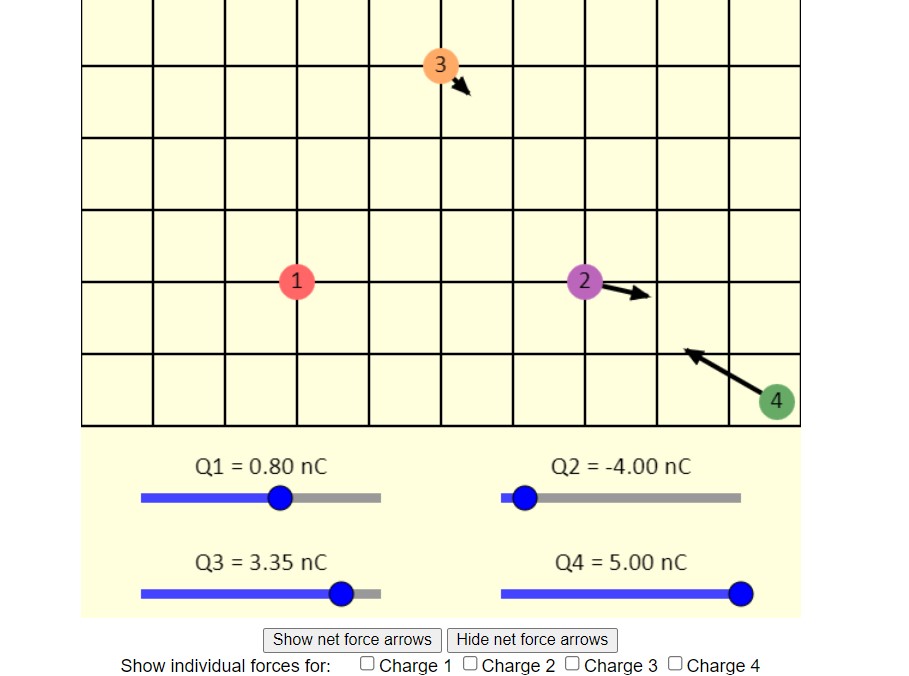 3
1
2
4
Q1 = 0.80 nC
Q2 = -4.00 nC
Q3 = 3.35 nC
Q4 = 5.00 nC
Show net force arrows
Hide net force arrows
Show individual forces for: Charge 1 Charge 2 Charge 3 Charge 4